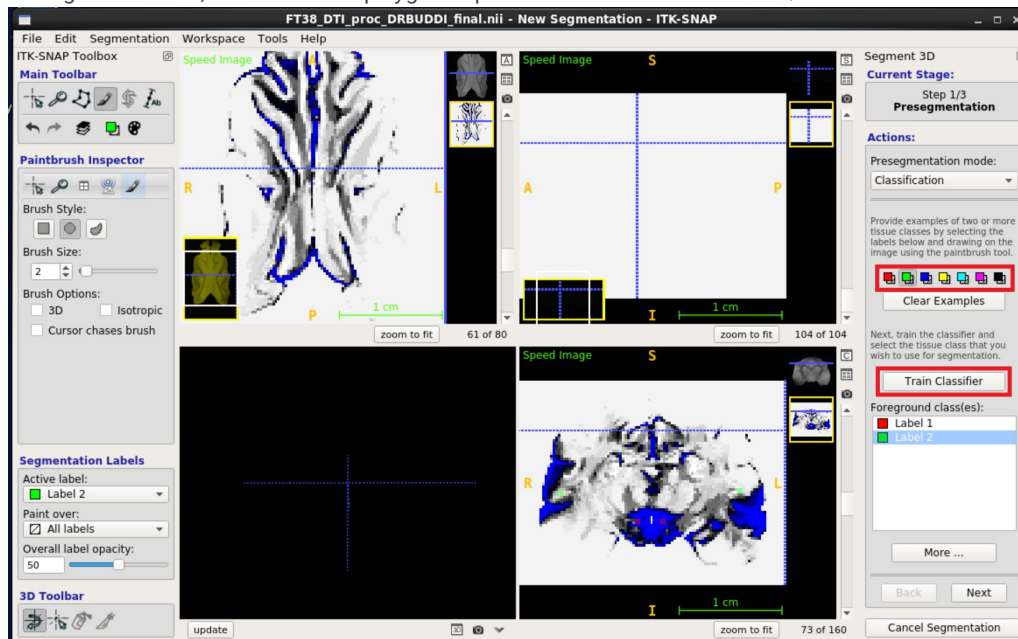 FT38_DTI_proc_DRBUDDI_final.nii - New Segmentation - ITK-SNAP
File Edit Segmentation Workspace Tools Help
ITK-SNAP Toolbox
Main Toolbar
Paintbrush Inspector
Brush Style:
Brush Size:
2
Brush Options:
3D Isotropic
Cursor chases brush
Segmentation Labels
Active label:
Label 2
Paint over:
All labels
Overall label opacity:
50
3D Toolbar
Speed Image
A
R
L
P
1 cm
A
zoom to fit 61 of 80
Speed Image
S
A
P
I
1 cm
S
zoom to fit 104 of 104
update
3D
Speed Image
S
R
L
I
1 cm
C
zoom to fit 73 of 160
Segment 3D
Current Stage:
Step 1/3
Presegmentation
Actions:
Presegmentation mode:
Classification
Provide examples of two or more
tissue classes by selecting the
labels below and drawing on the
image using the paintbrush tool.
Clear Examples
Next, train the classifier and
select the tissue class that you
wish to use for segmentation.
Train Classifier
Foreground class(es):
Label 1
Label 2
More ...
Back Next
Cancel Segmentation